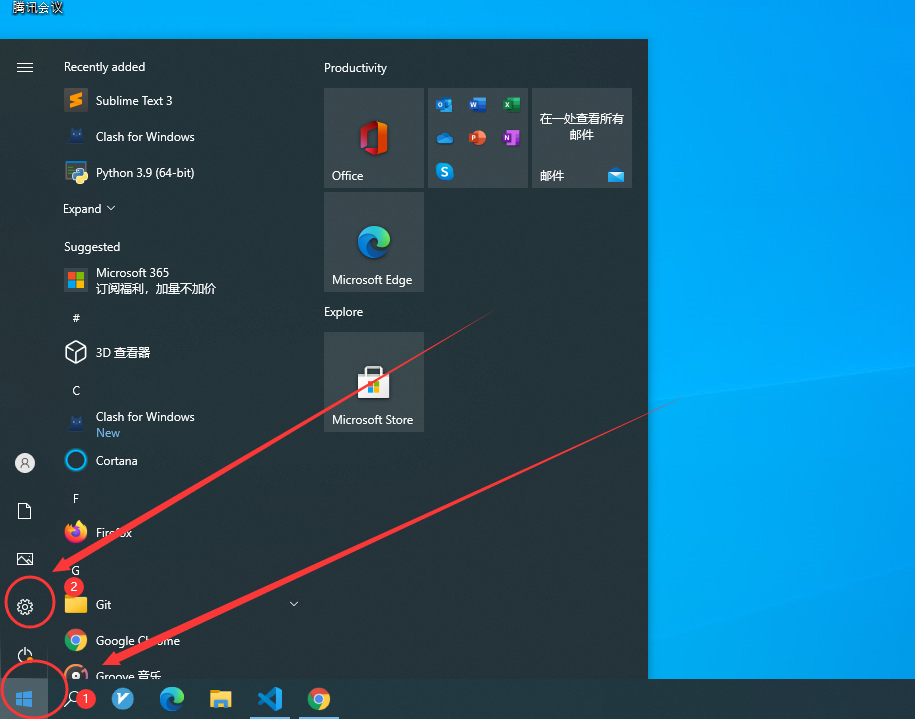 腾讯会议
Recently added
Sublime Text 3
Clash for Windows
Python 3.9 (64-bit)
Expand
Suggested
Microsoft 365
订阅福利，加量不加价
#
3D 查看器
C
Clash for Windows
New
Cortana
F
Firefox
G
2
Git
Google Chrome
Groove 音乐
1
Productivity
Office
在一处查看所有
邮件
邮件
Microsoft Edge
Explore
Microsoft Store